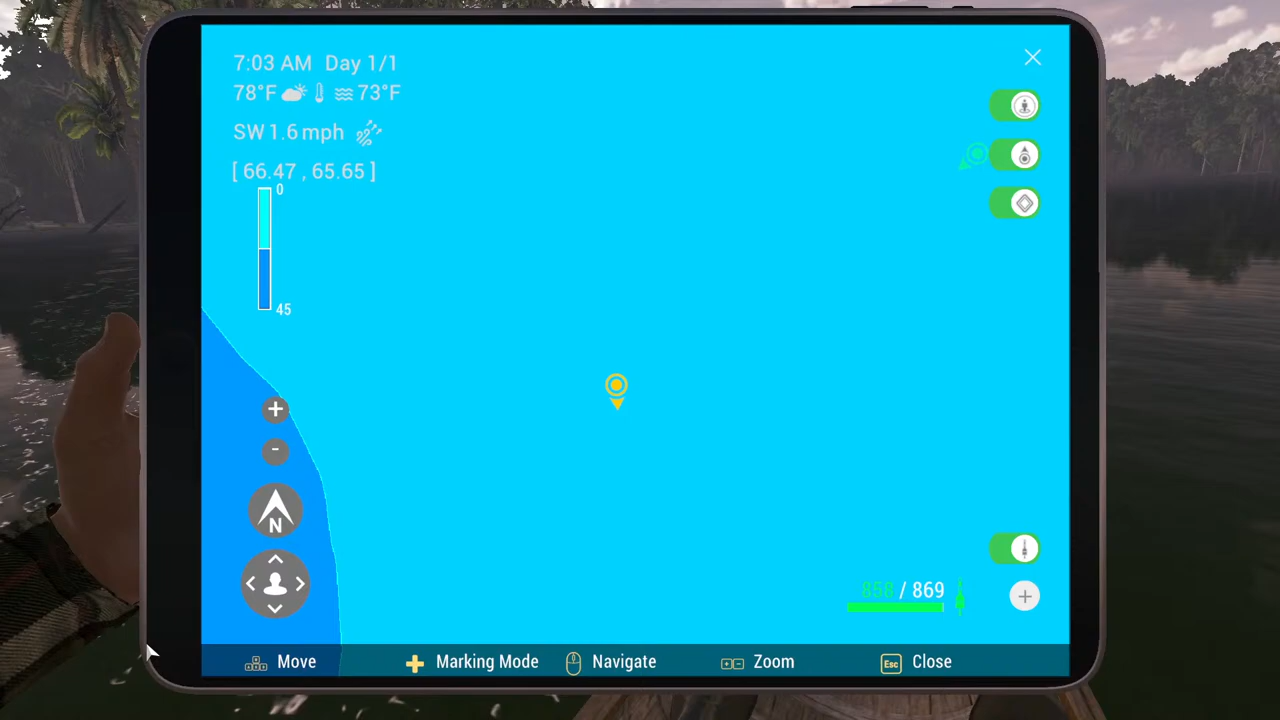 7:03 AM Day 1/1
78°F 73°F
SW 1.6 mph
[ 66.47 , 65.65 ]
0
45
+
-
N
858 / 869
+
Move Marking Mode Navigate Zoom Esc Close